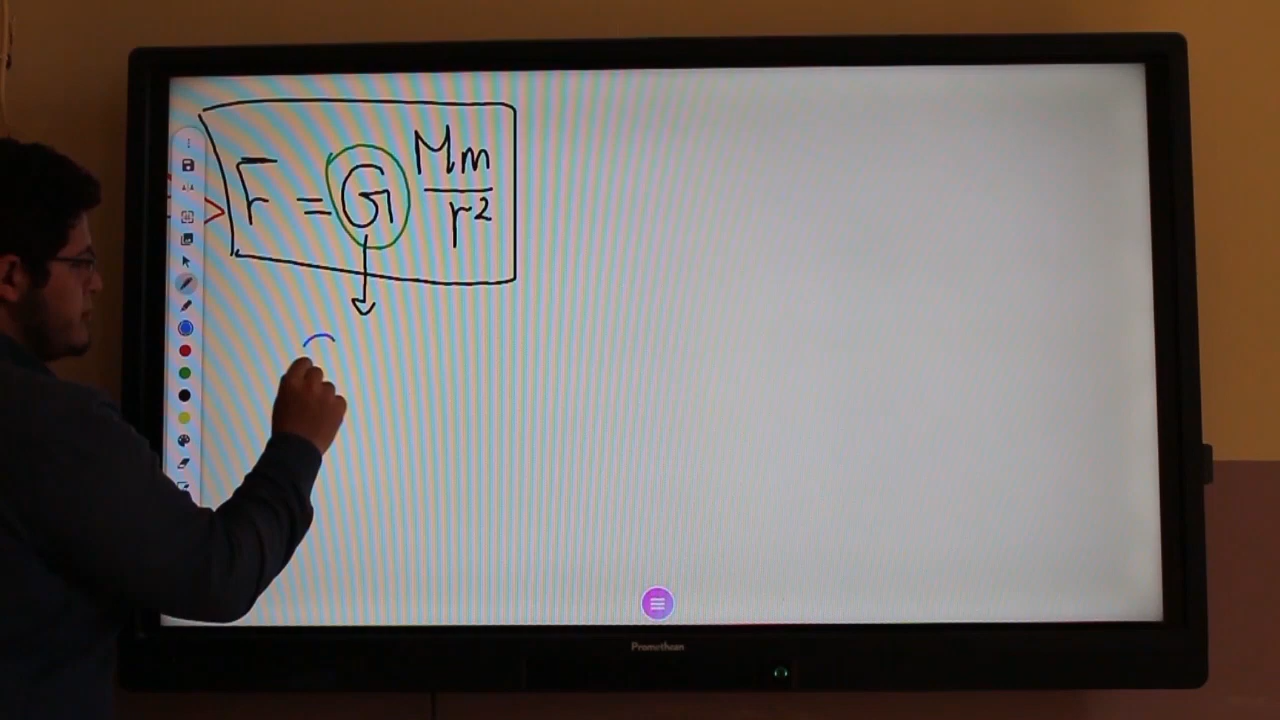 F = G Mm/r²
Promethean